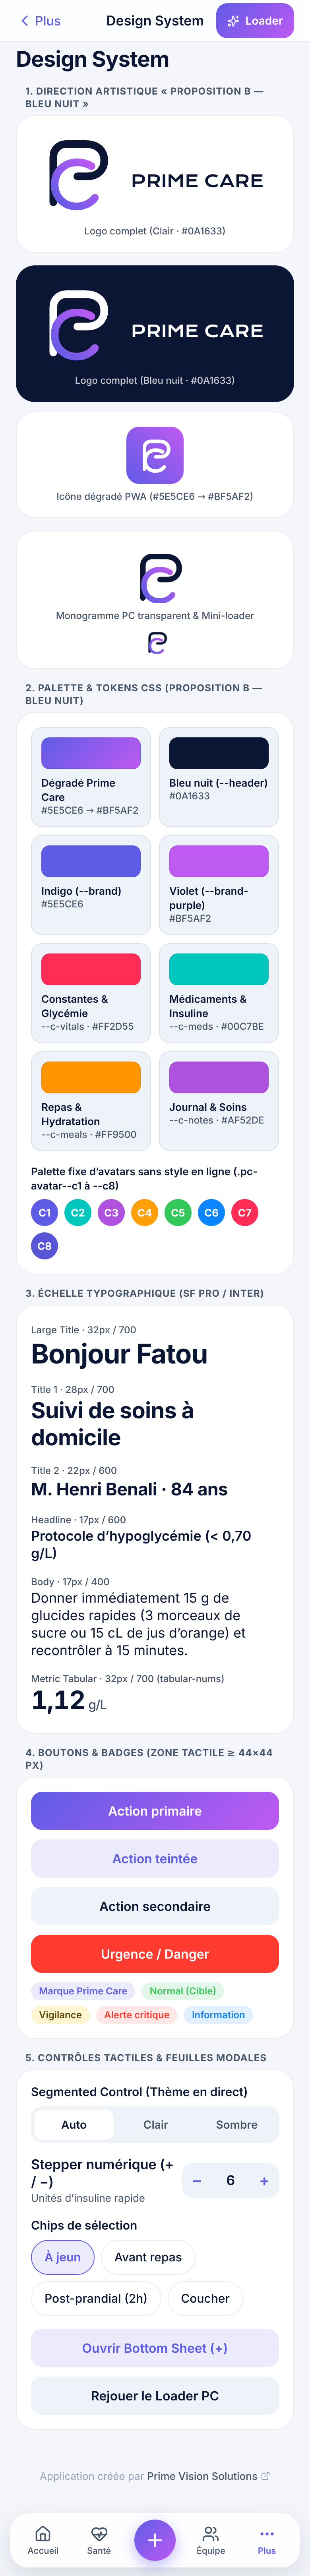 Plus
Design System
Loader
Design System
1. DIRECTION ARTISTIQUE « PROPOSITION B —
BLEU NUIT »
PRIME CARE
Logo complet (Clair · #0A1633)
PRIME CARE
Logo complet (Bleu nuit · #0A1633)
Icône dégradé PWA (#5E5CE6 → #BF5AF2)
Monogramme PC transparent & Mini-loader
2. PALETTE & TOKENS CSS (PROPOSITION B —
BLEU NUIT)
Dégradé Prime
Care
#5E5CE6 → #BF5AF2
Bleu nuit (--header)
#0A1633
Indigo (--brand)
#5E5CE6
Violet (--brand-
purple)
#BF5AF2
Constantes &
Glycémie
--c-vitals · #FF2D55
Médicaments &
Insuline
--c-meds · #00C7BE
Repas &
Hydratation
--c-meals · #FF9500
Journal & Soins
--c-notes · #AF52DE
Palette fixe d’avatars sans style en ligne (.pc-
avatar--c1 à --c8)
C1 C2 C3 C4 C5 C6 C7
C8
3. ÉCHELLE TYPOGRAPHIQUE (SF PRO / INTER)
Large Title · 32px / 700
Bonjour Fatou
Title 1 · 28px / 700
Suivi de soins à
domicile
Title 2 · 22px / 600
M. Henri Benali · 84 ans
Headline · 17px / 600
Protocole d’hypoglycémie (< 0,70
g/L)
Body · 17px / 400
Donner immédiatement 15 g de
glucides rapides (3 morceaux de
sucre ou 15 cL de jus d’orange) et
recontrôler à 15 minutes.
Metric Tabular · 32px / 700 (tabular-nums)
1,12 g/L
4. BOUTONS & BADGES (ZONE TACTILE ≥ 44×44
PX)
Action primaire
Action teintée
Action secondaire
Urgence / Danger
Marque Prime Care
Normal (Cible)
Vigilance
Alerte critique
Information
5. CONTRÔLES TACTILES & FEUILLES MODALES
Segmented Control (Thème en direct)
Auto
Clair
Sombre
Stepper numérique (+
/ −)
Unités d’insuline rapide
− 6 +
Chips de sélection
À jeun
Avant repas
Post-prandial (2h)
Coucher
Ouvrir Bottom Sheet (+)
Rejouer le Loader PC
Application créée par Prime Vision Solutions
Accueil
Santé
Équipe
Plus